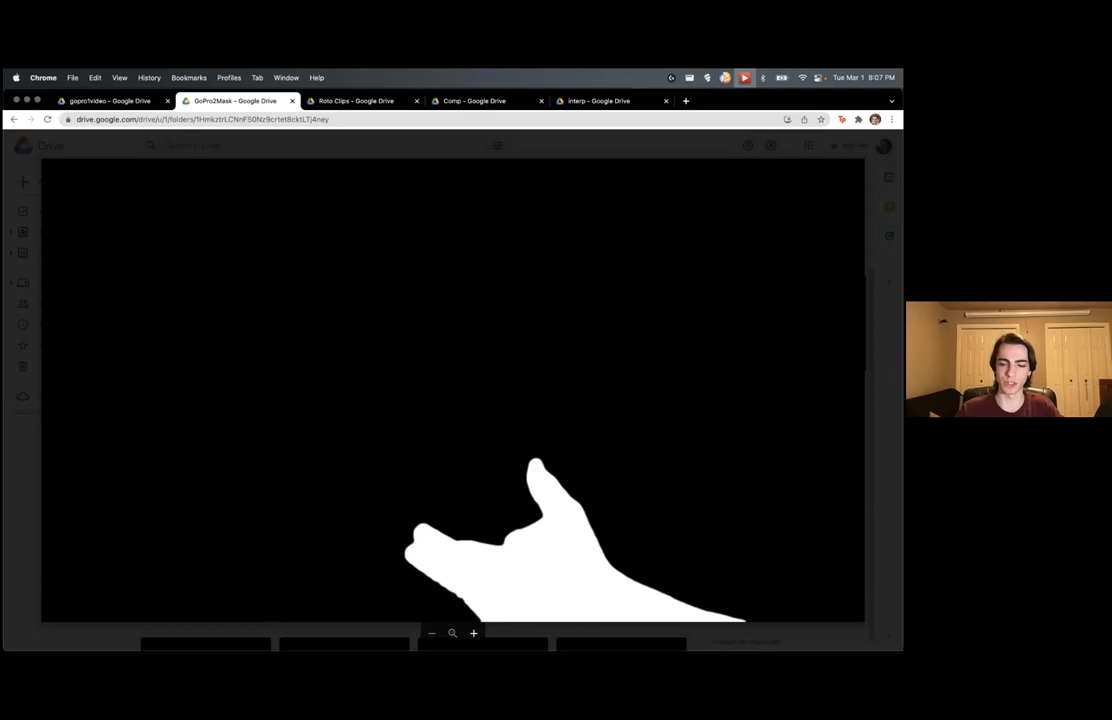 Chrome File Edit View History Bookmarks Profiles Tab Window Help Tue Mar 1 8:07 PM
gopro1video - Google Drive GoPro2Mask - Google Drive Roto Clips - Google Drive Comp - Google Drive interp - Google Drive
drive.google.com/drive/u/1/folders/1HmkztrLCNnFS0Nz9crtet8cktLTj4ney
Drive